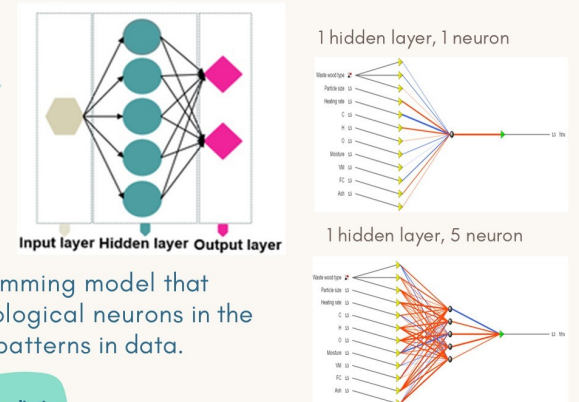 Input layer Hidden layer Output layer
mming model that
ological neurons in the
patterns in data.
1 hidden layer, 1 neuron
Waste wood type
Particle size
Heating rate
C
H
O
Moisture
VM
FC
Ash
1 hidden layer, 5 neuron
Waste wood type
Particle size
Heating rate
C
H
O
Moisture
VM
FC
Ash